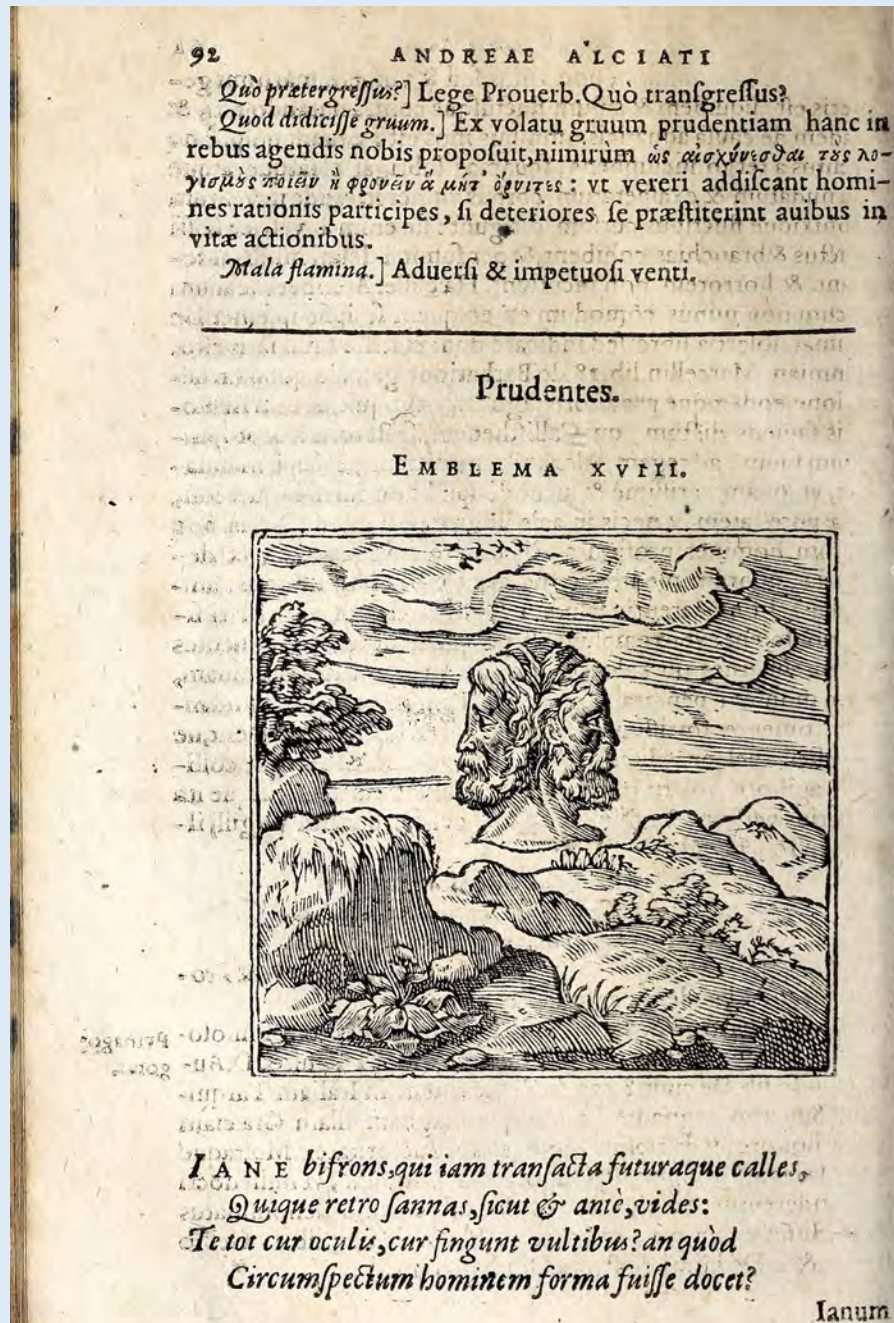 92 ANDREAE ALCIATI
Quò prætergreſſus?] Lege Prouerb. Quò tranſgreſſus?
Quod didiciſſe gruum.] Ex volatu gruum prudentiam hanc in
rebus agendis nobis propoſuit, nimirùm ὡς αἰσχύνεσθαι τοὺς λο-
γισμοὺς ποιεῖν ἢ φρονεῖν ἃ μήτ' ὄρνιτες : vt vereri addiſcant homi-
nes rationis participes, ſi deteriores ſe præſtiterint auibus in
vitæ actionibus.
Mala flamina.] Aduerſi & impetuoſi venti.
Prudentes.
EMBLEMA XVIII.
IANE bifrons, qui iam tranſacta futuraque calles,
Quique retro ſannas, ſicut & antè, vides:
Te tot cur oculis, cur fingunt vultibus? an quòd
Circumſpectum hominem forma fuiſſe docet?
Ianum